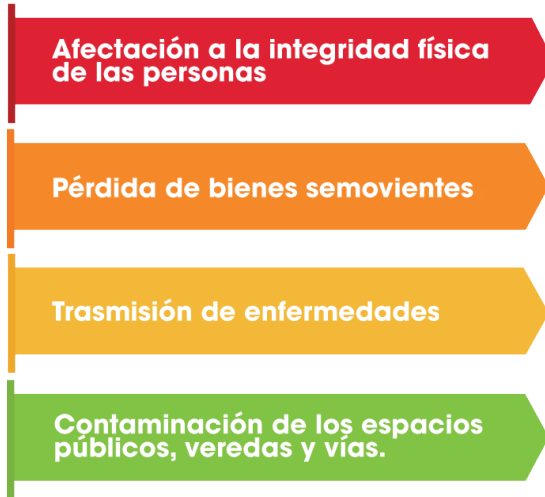 Afectación a la integridad física
de las personas
Pérdida de bienes semovientes
Trasmisión de enfermedades
Contaminación de los espacios
públicos, veredas y vías.